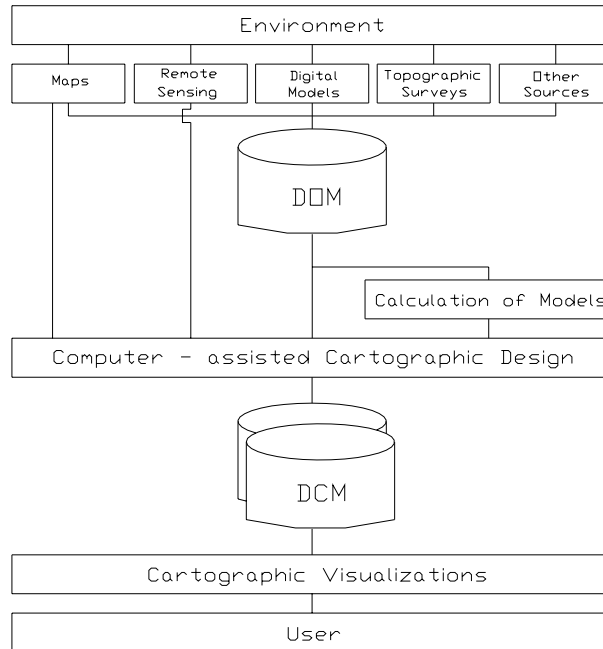 Environment
Maps
Remote
Sensing
Digital
Models
Topographic
Surveys
Other
Sources
DOM
Calculation of Models
Computer - assisted Cartographic Design
DCM
Cartographic Visualizations
User